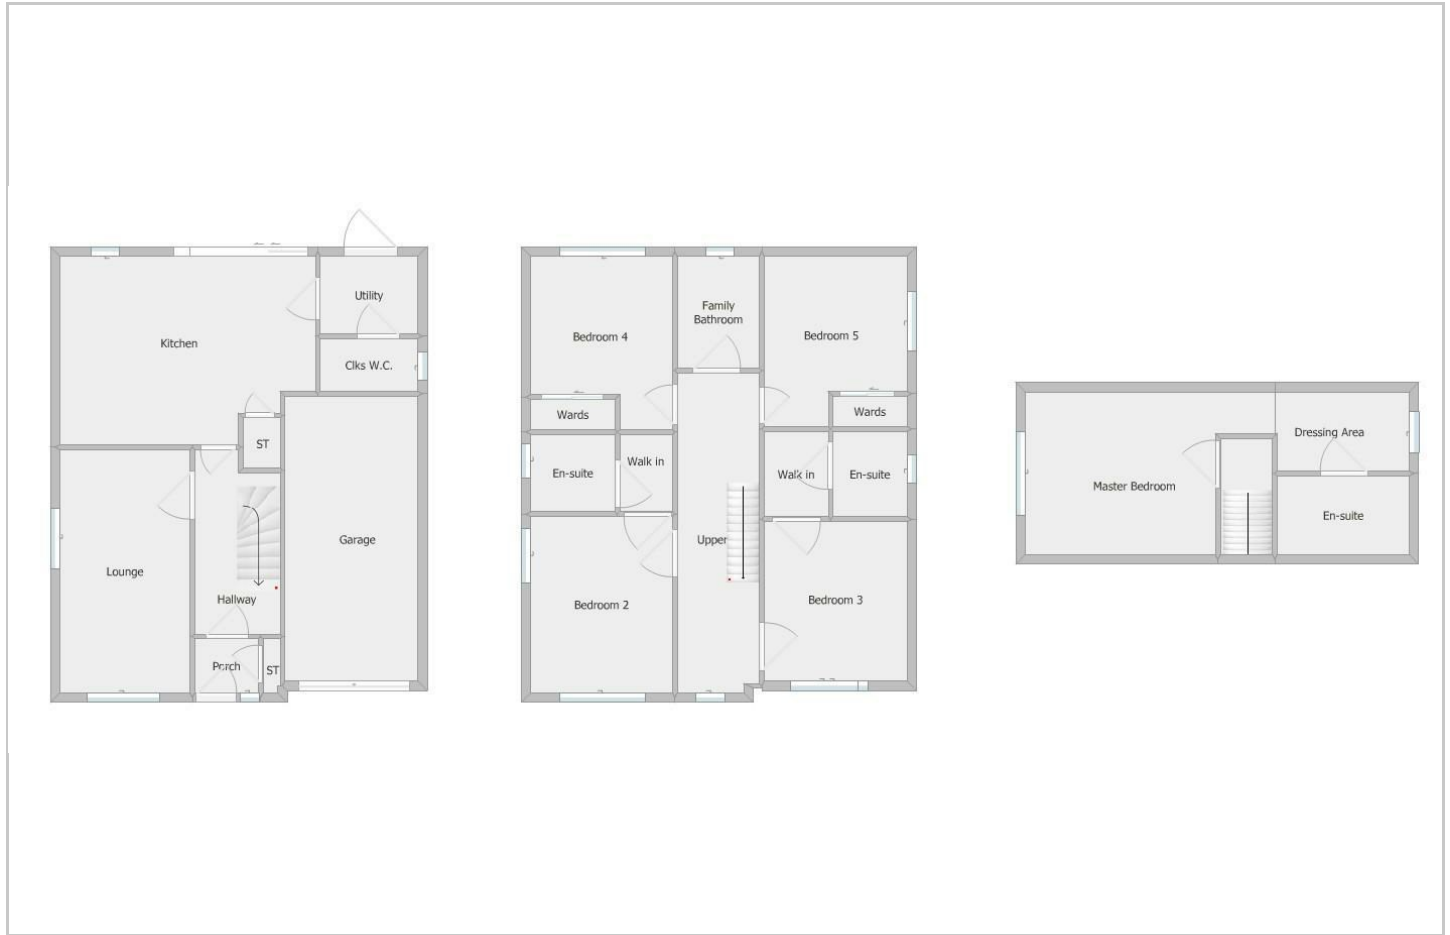 Utility
Kitchen
Clks W.C.
ST
Garage
Lounge
Hallway
Porch
ST
Family
Bathroom
Bedroom 4
Bedroom 5
Wards
Wards
Walk in
En-suite
Walk in
En-suite
Upper
Bedroom 2
Bedroom 3
Dressing Area
Master Bedroom
En-suite